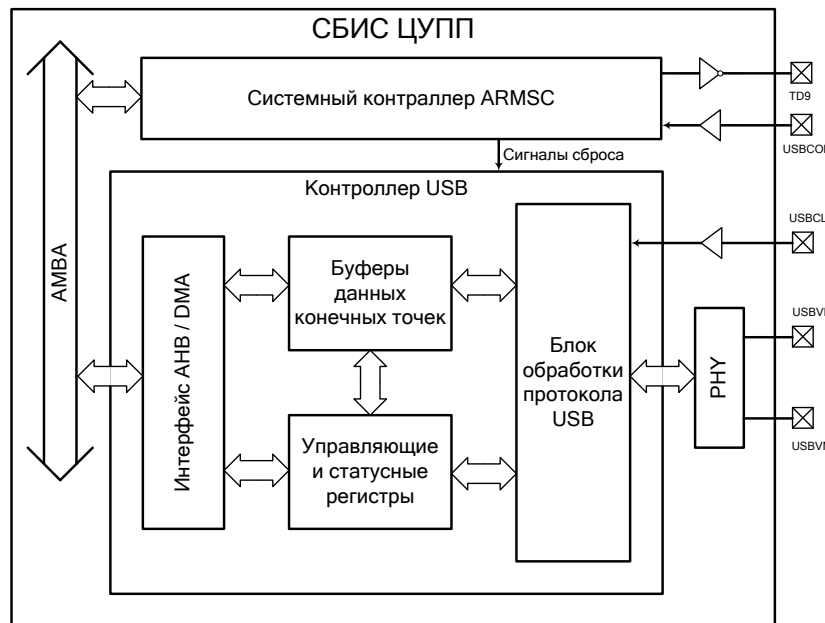 СБИС ЦУПП
Системный контраллер ARMSC
TD9
Сигналы сброса
Контроллер USB
AMBA
Интерфейс AHB / DMA
Буферы
данных
конечных точек
Управляющие
и статусные
регистры
Блок
обработки
протокола
USB
PHY